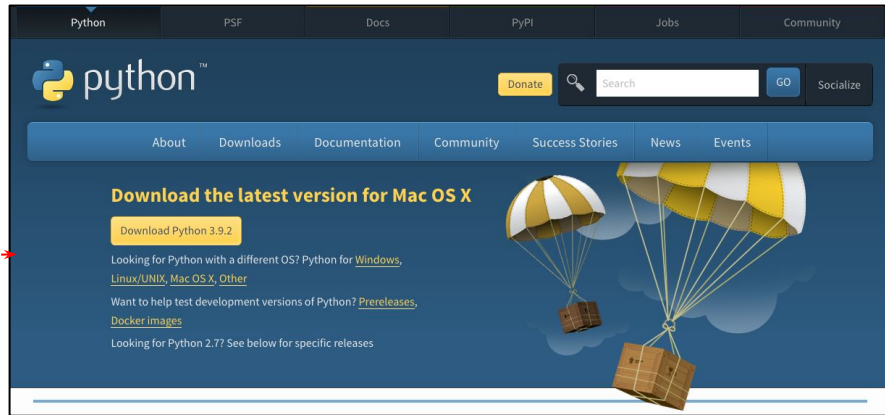 Python PSF Docs PyPI Jobs Community
python™
Donate Search GO Socialize
About Downloads Documentation Community Success Stories News Events
Download the latest version for Mac OS X
Download Python 3.9.2
Looking for Python with a different OS? Python for Windows,
Linux/UNIX, Mac OS X, Other
Want to help test development versions of Python? Prereleases,
Docker images
Looking for Python 2.7? See below for specific releases